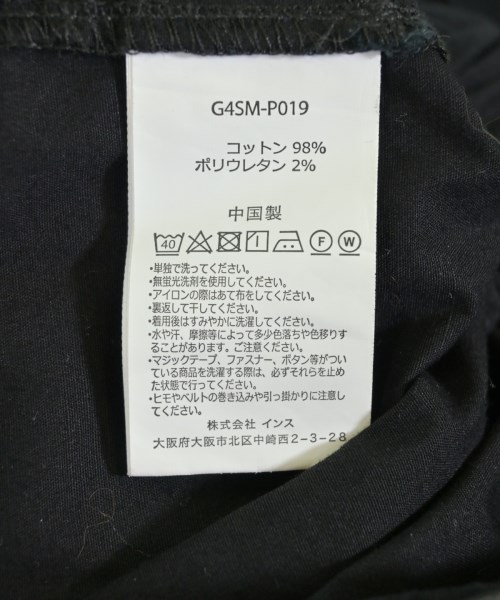 G4SM-P019
コットン 98%
ポリウレタン 2%
中国製
40 F W
・単独で洗ってください。
・無蛍光洗剤を使用してください。
・アイロンの際はあて布をしてください。
・裏返して干してください。
・着用後はすみやかに洗濯してください。
・水や汗、摩擦等によって多少色落ちや色移りす
ることがあります。ご注意ください。
・マジックテープ、ファスナー、ボタン等がつい
ている商品を洗濯する際は、必ずそれらを止め
た状態で行ってください。
・ヒモやベルトの巻き込みや引っ掛かりに注意し
てください。
株式会社 インス
大阪府大阪市北区中崎西2-3-28